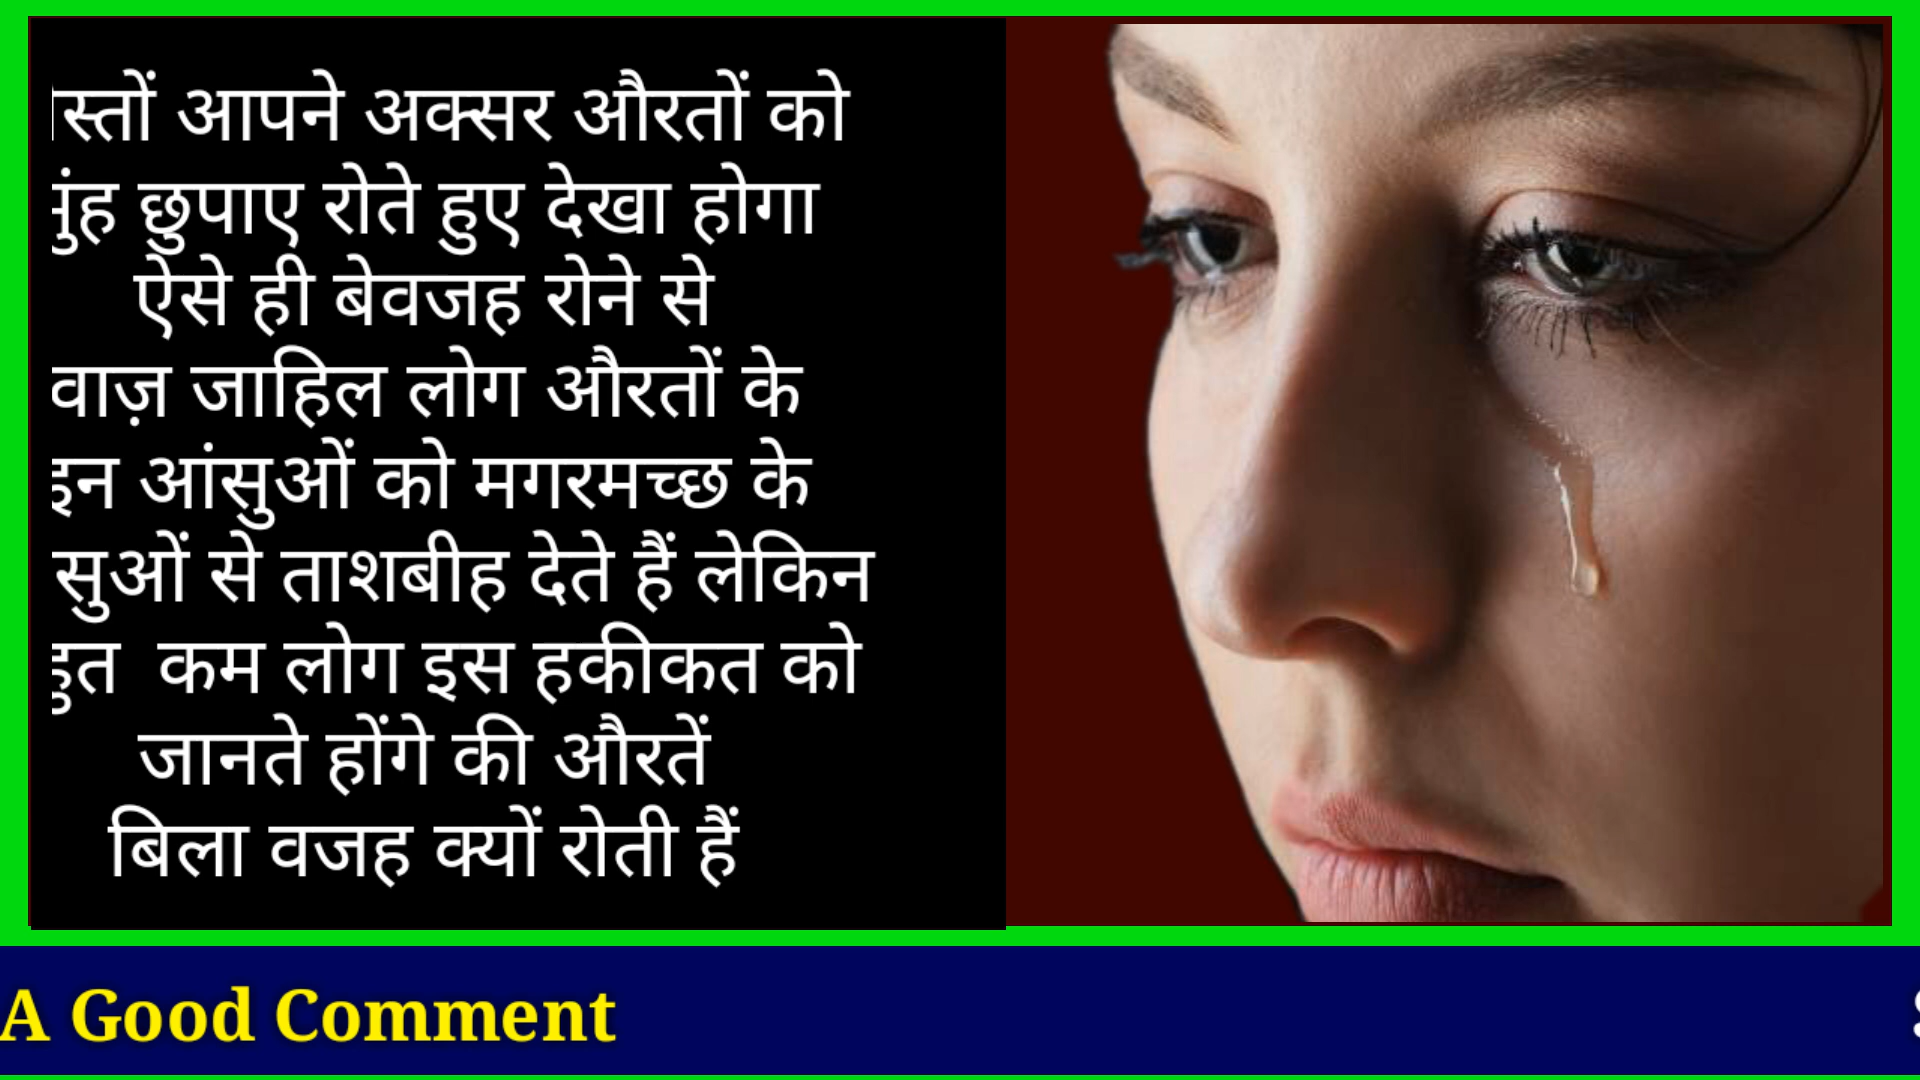 स्तों आपने अक्सर औरतों को
मुंह छुपाए रोते हुए देखा होगा
ऐसे ही बेवजह रोने से
वाज़ जाहिल लोग औरतों के
इन आंसुओं को मगरमच्छ के
सुओं से ताशबीह देते हैं लेकिन
हुत कम लोग इस हकीकत को
जानते होंगे की औरतें
बिला वजह क्यों रोती हैं
A Good Comment